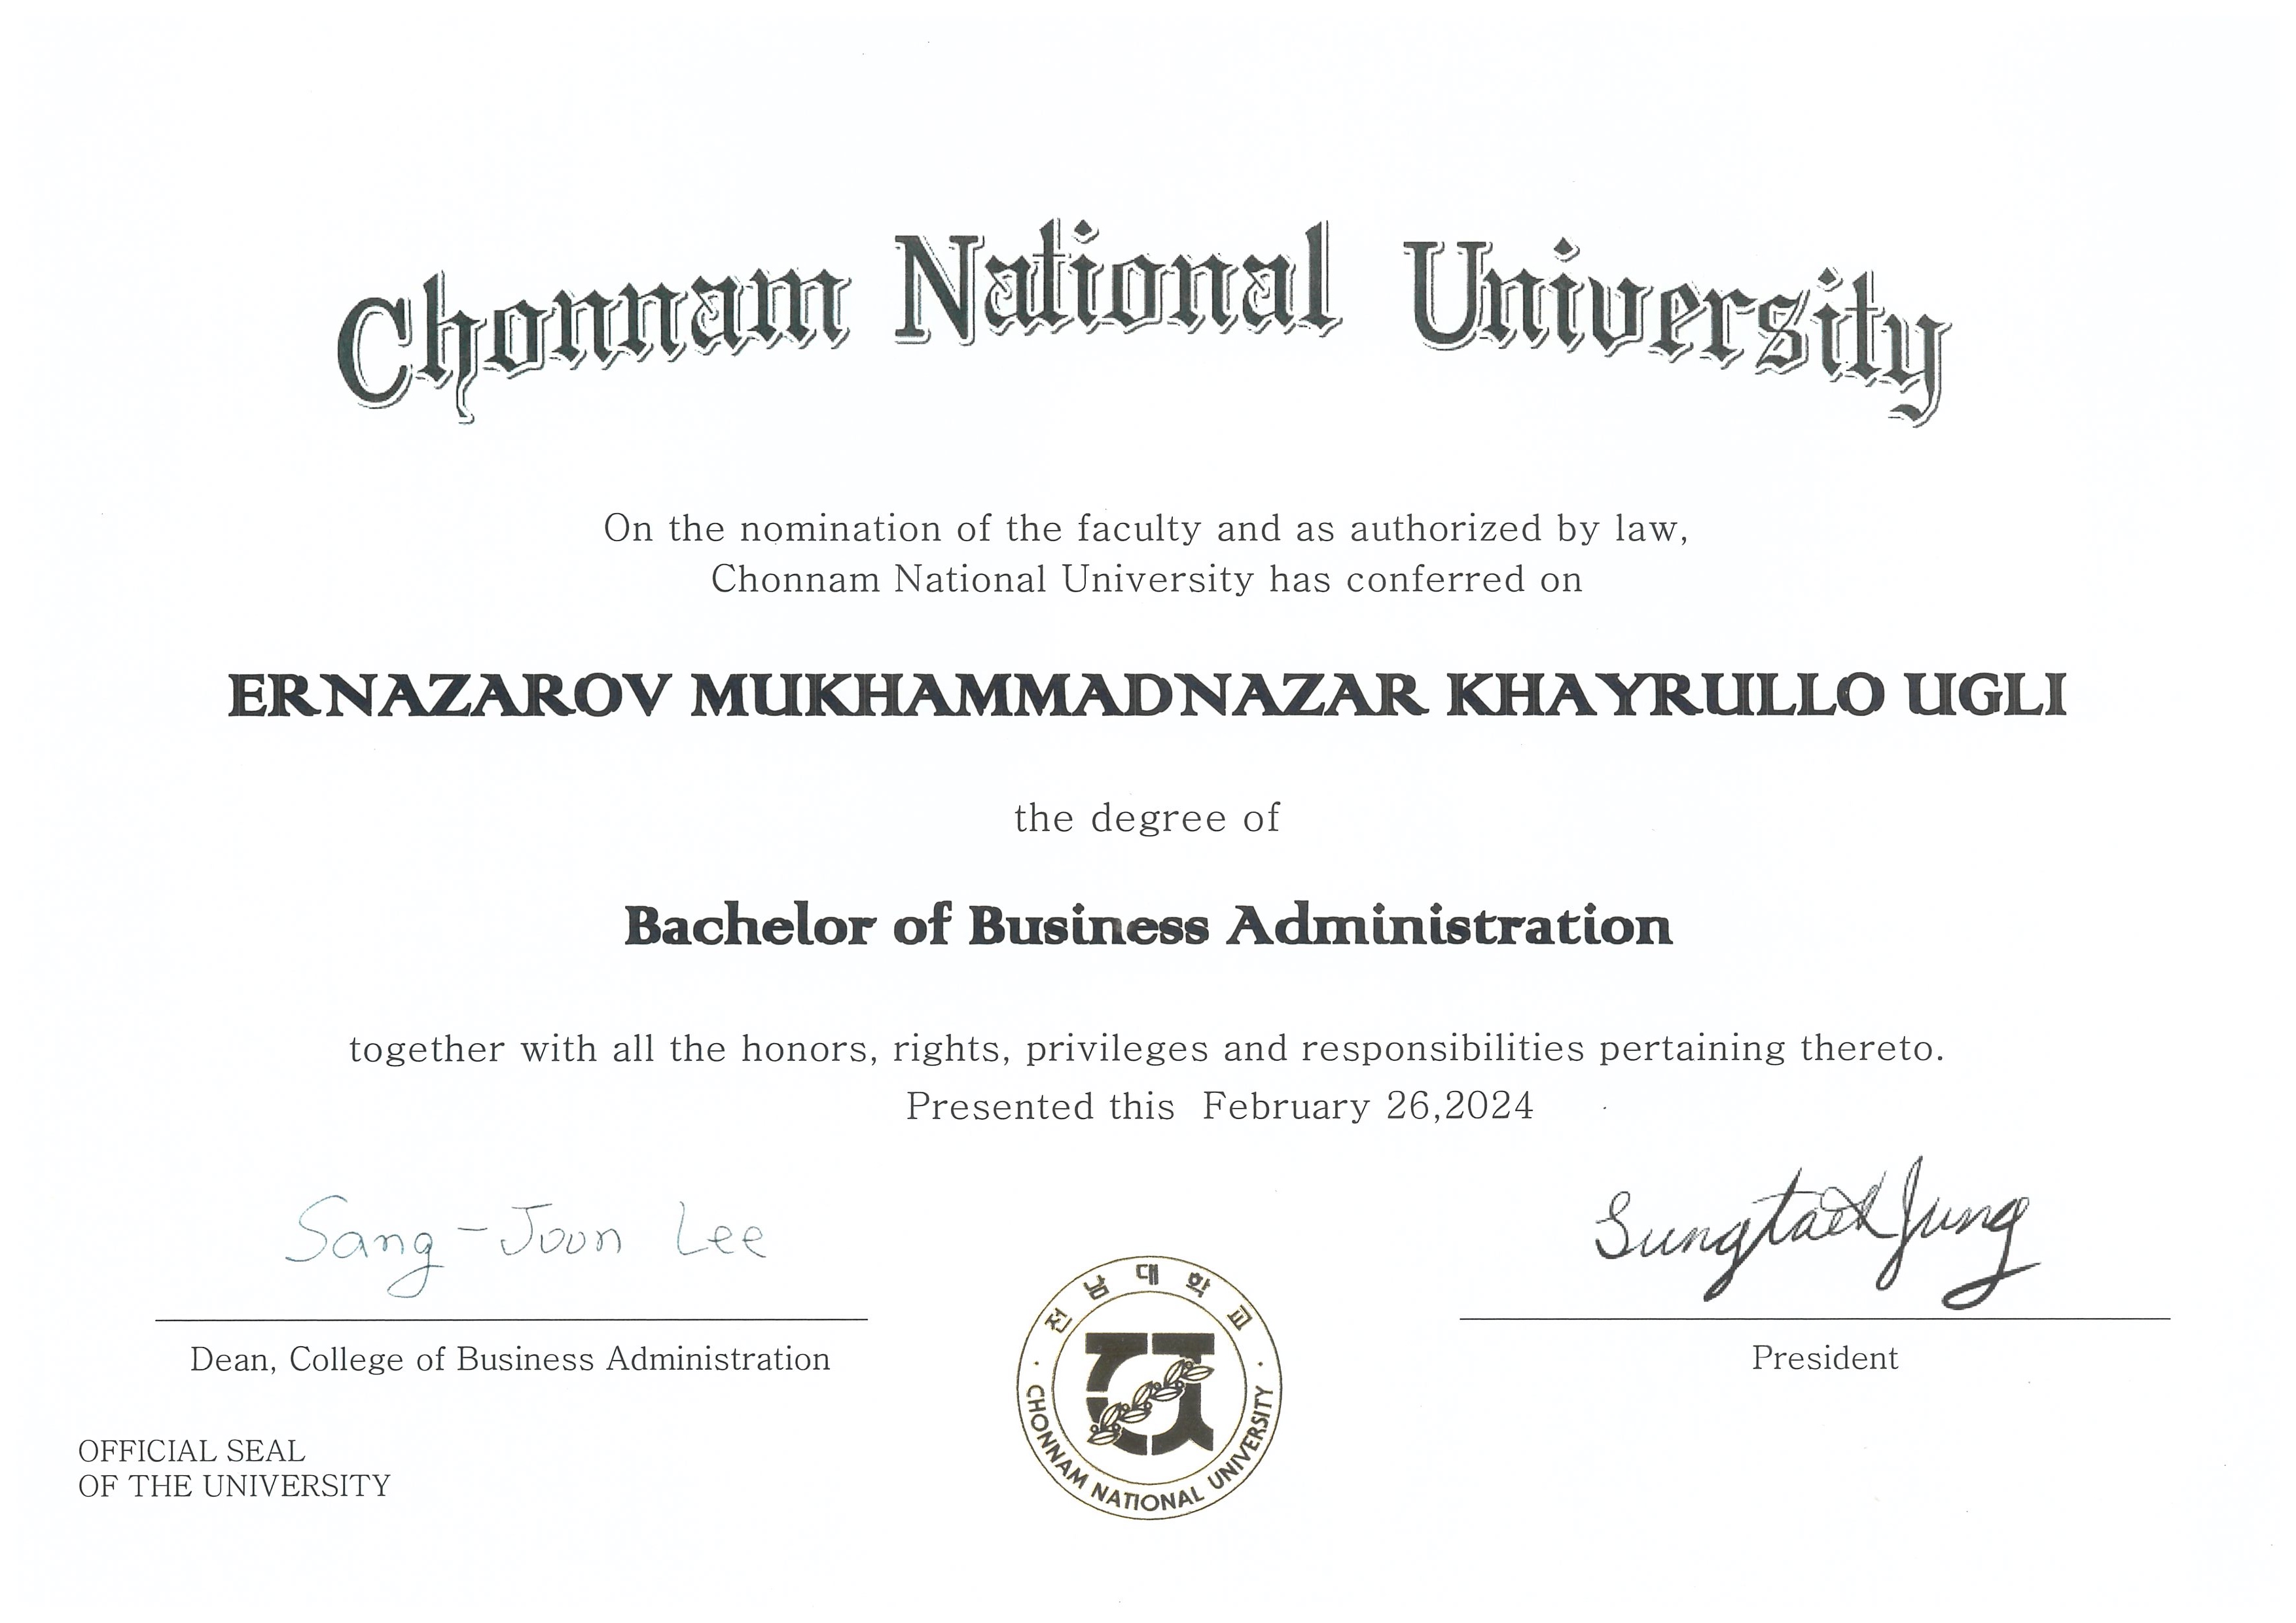 Chonnam National University
On the nomination of the faculty and as authorized by law,
Chonnam National University has conferred on
ERNAZAROV MUKHAMMADNAZAR KHAYRULLO UGLI
the degree of
Bachelor of Business Administration
together with all the honors, rights, privileges and responsibilities pertaining thereto.
Presented this February 26,2024
Sang-Joon Lee
Sungtaek Jung
Dean, College of Business Administration
President
전남대학교
CHONNAM NATIONAL UNIVERSITY
OFFICIAL SEAL
OF THE UNIVERSITY